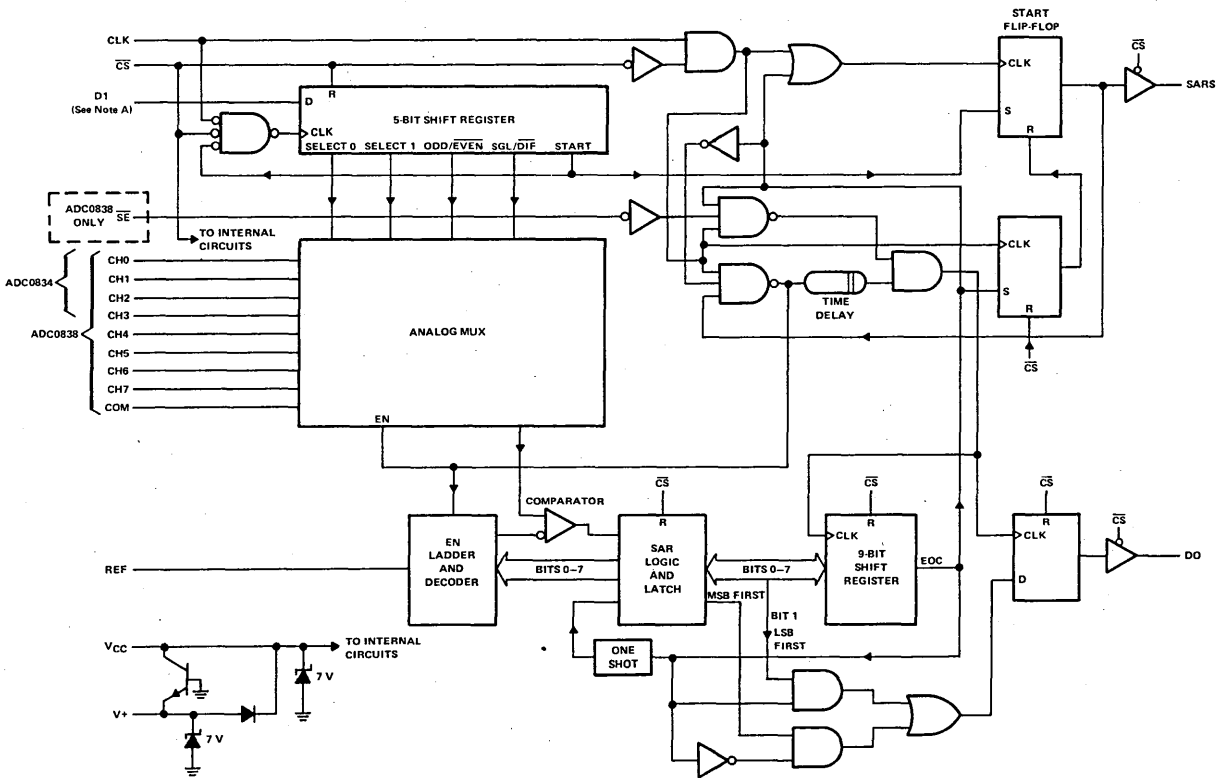 START
FLIP-FLOP
CLK
CS
D1
(See Note A)
R
D
5-BIT SHIFT REGISTER
CLK
SELECT 0 SELECT 1 ODD/EVEN SGL/DIF START
CLK
S
R
CS
SARS
ADC0838
ONLY
SE
TO INTERNAL
CIRCUITS
CLK
S
R
CS
TIME
DELAY
ADC0834
ADC0838
CH0
CH1
CH2
CH3
CH4
CH5
CH6
CH7
COM
ANALOG MUX
EN
COMPARATOR
CS
R
SAR
LOGIC
AND
LATCH
EN
LADDER
AND
DECODER
REF
BITS 0–7
BITS 0–7
MSB FIRST
BIT 1
LSB
FIRST
CS
R
CLK
9-BIT
SHIFT
REGISTER
EOC
CS
R
CLK
D
CS
DO
ONE
SHOT
VCC
TO INTERNAL
CIRCUITS
7 V
V+
7 V